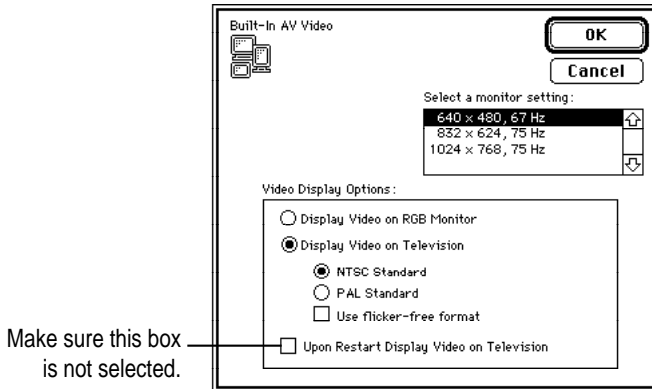 Built-In AV Video
OK
Cancel
Select a monitor setting:
640 x 480, 67 Hz
832 x 624, 75 Hz
1024 x 768, 75 Hz
Video Display Options:
Display Video on RGB Monitor
Display Video on Television
NTSC Standard
PAL Standard
Use flicker-free format
Make sure this box
is not selected.
Upon Restart Display Video on Television